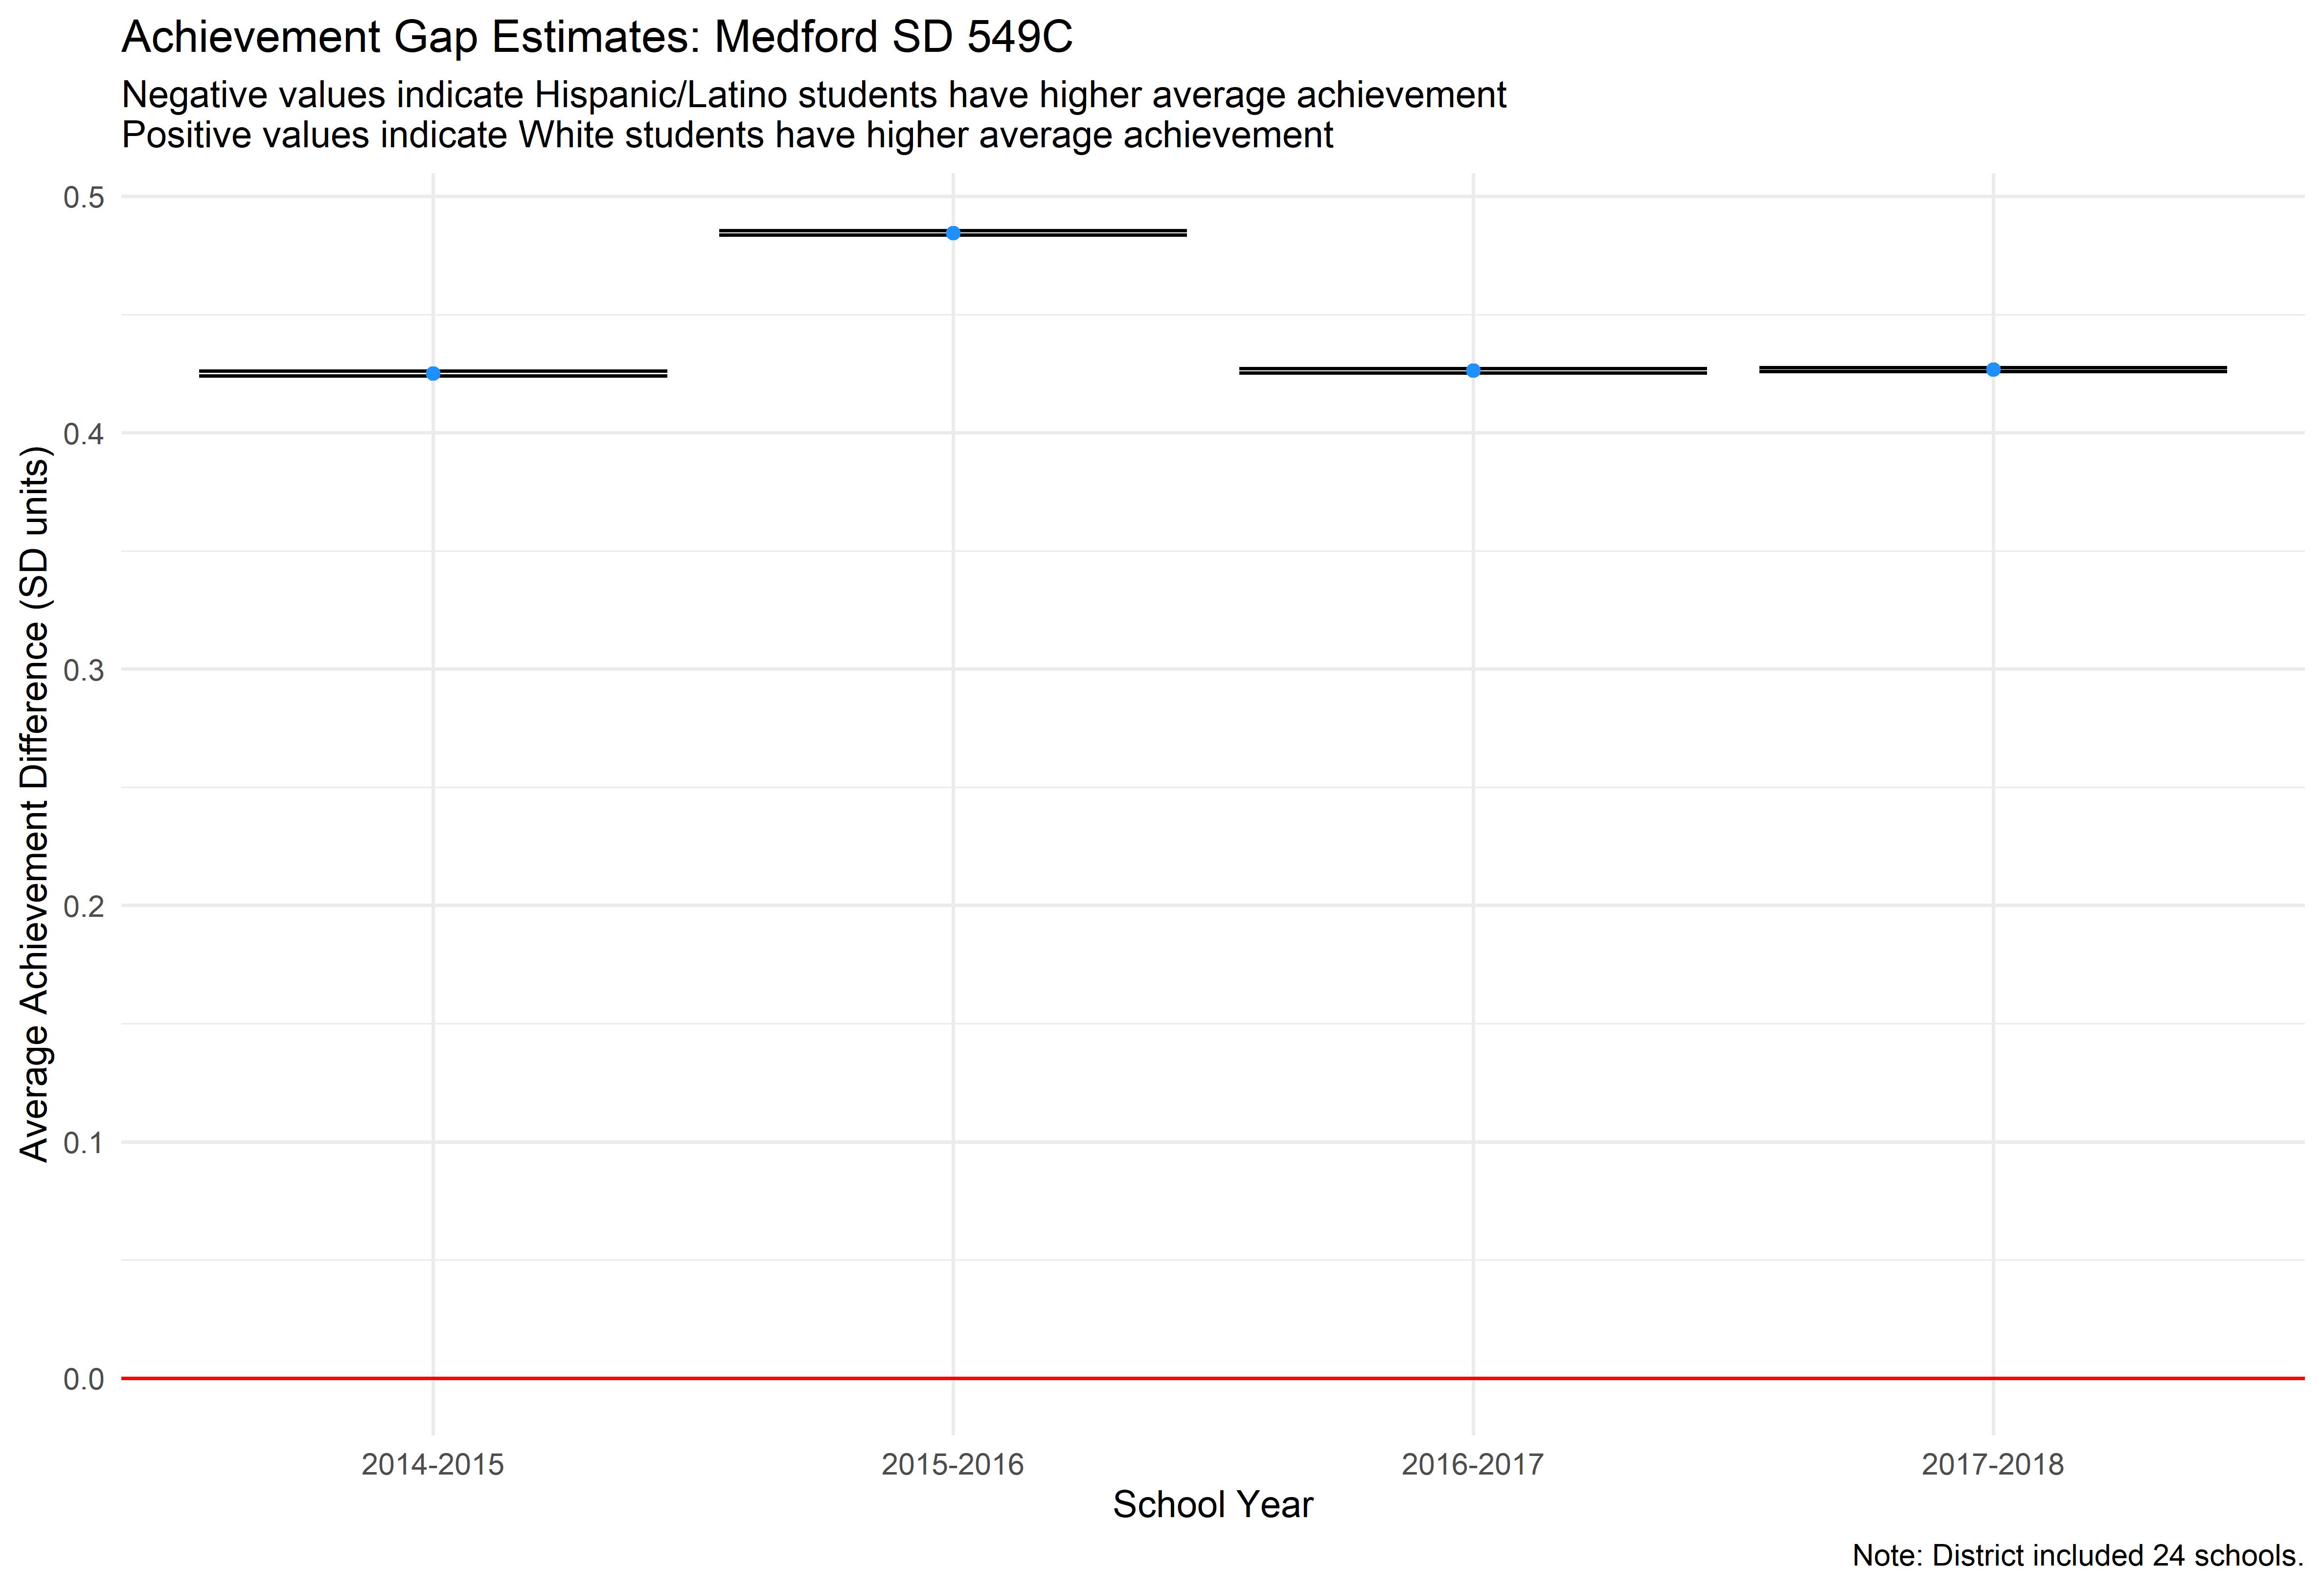 Achievement Gap Estimates: Medford SD 549C
Negative values indicate Hispanic/Latino students have higher average achievement
Positive values indicate White students have higher average achievement
Average Achievement Difference (SD units)
0.5
0.4
0.3
0.2
0.1
0.0
2014-2015
2015-2016
2016-2017
2017-2018
School Year
Note: District included 24 schools.